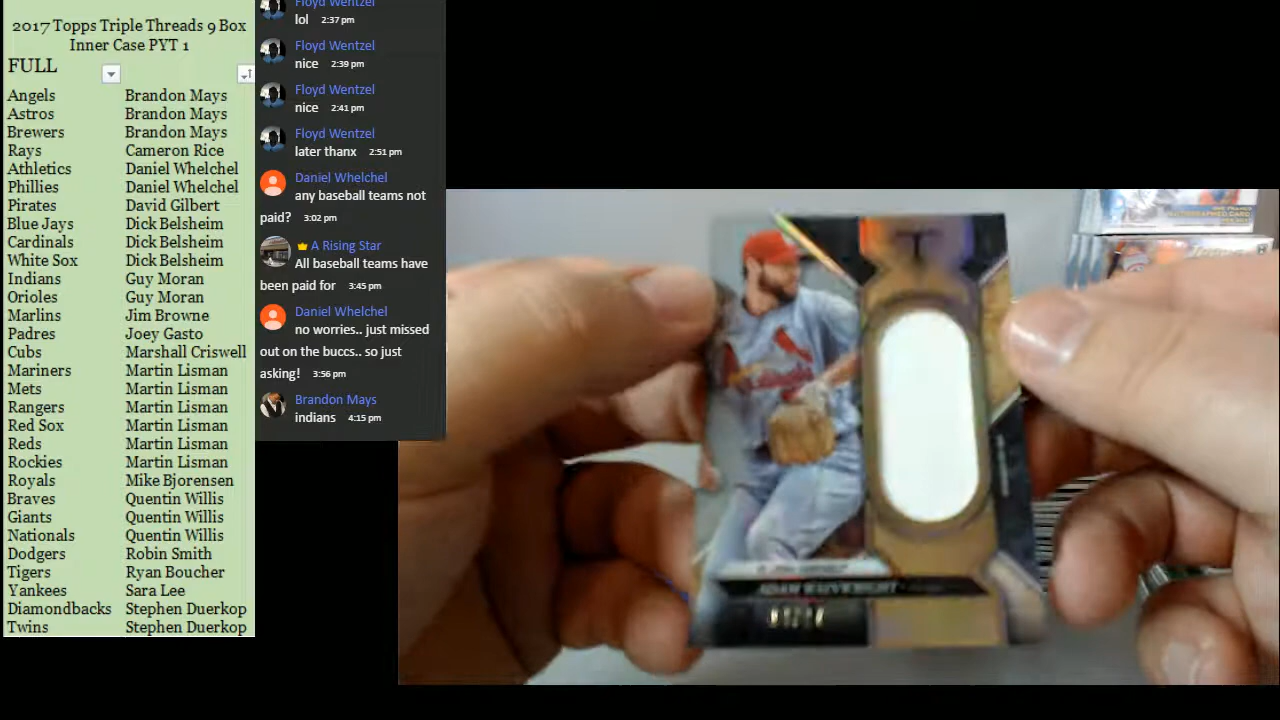 2017 Topps Triple Threads 9 Box
Inner Case PYT 1
FULL
Angels Brandon Mays
Astros Brandon Mays
Brewers Brandon Mays
Rays Cameron Rice
Athletics Daniel Whelchel
Phillies Daniel Whelchel
Pirates David Gilbert
Blue Jays Dick Belsheim
Cardinals Dick Belsheim
White Sox Dick Belsheim
Indians Guy Moran
Orioles Guy Moran
Marlins Jim Browne
Padres Joey Gasto
Cubs Marshall Criswell
Mariners Martin Lisman
Mets Martin Lisman
Rangers Martin Lisman
Red Sox Martin Lisman
Reds Martin Lisman
Rockies Martin Lisman
Royals Mike Bjorensen
Braves Quentin Willis
Giants Quentin Willis
Nationals Quentin Willis
Dodgers Robin Smith
Tigers Ryan Boucher
Yankees Sara Lee
Diamondbacks Stephen Duerkop
Twins Stephen Duerkop
Floyd Wentzel
lol 2:37 pm
Floyd Wentzel
nice 2:39 pm
Floyd Wentzel
nice 2:41 pm
Floyd Wentzel
later thanx 2:51 pm
Daniel Whelchel
any baseball teams not
paid? 3:02 pm
A Rising Star
All baseball teams have
been paid for 3:45 pm
Daniel Whelchel
no worries.. just missed
out on the buccs.. so just
asking! 3:56 pm
Brandon Mays
indians 4:15 pm
Cardinals
ADAM WAINWRIGHT
AUTOGRAPHED CARD